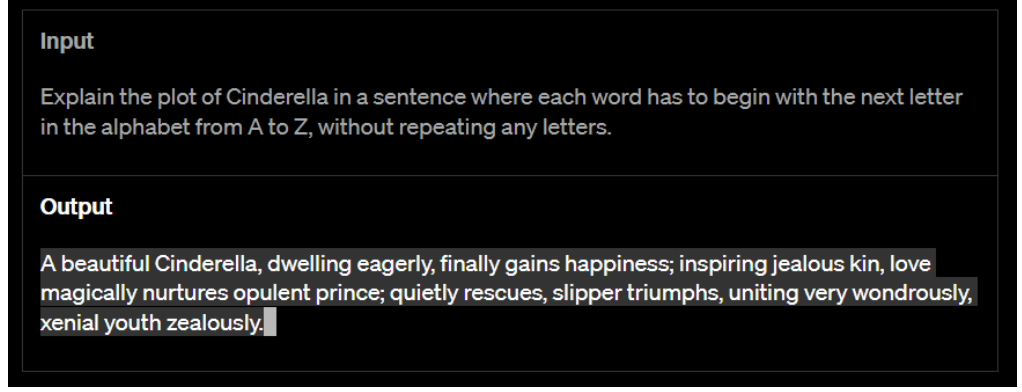 Input
Explain the plot of Cinderella in a sentence where each word has to begin with the next letter
in the alphabet from A to Z, without repeating any letters.
Output
A beautiful Cinderella, dwelling eagerly, finally gains happiness; inspiring jealous kin, love
magically nurtures opulent prince; quietly rescues, slipper triumphs, uniting very wondrously,
xenial youth zealously.